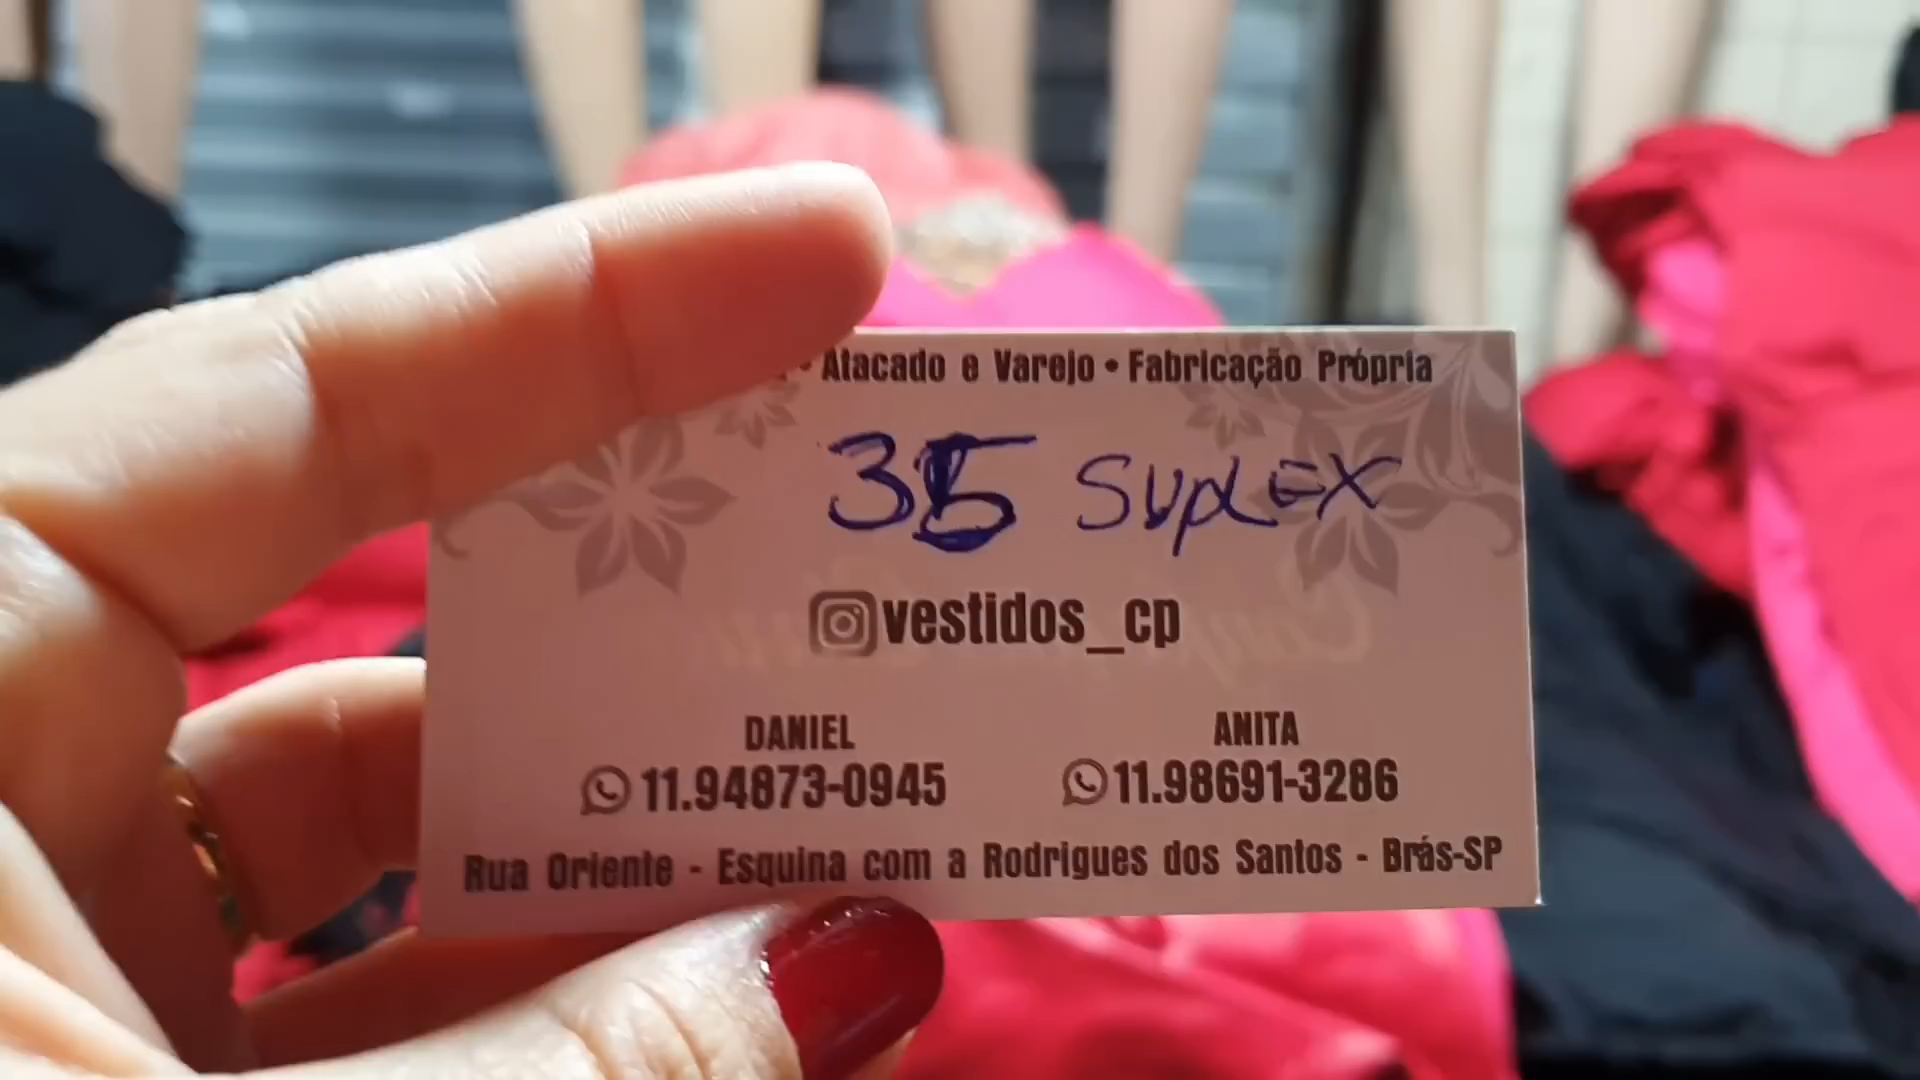 • Atacado e Varejo • Fabricação Própria
35 SUPLEX
vestidos_cp
DANIEL
11.94873-0945
ANITA
11.98691-3286
Rua Oriente - Esquina com a Rodrigues dos Santos - Brás-SP